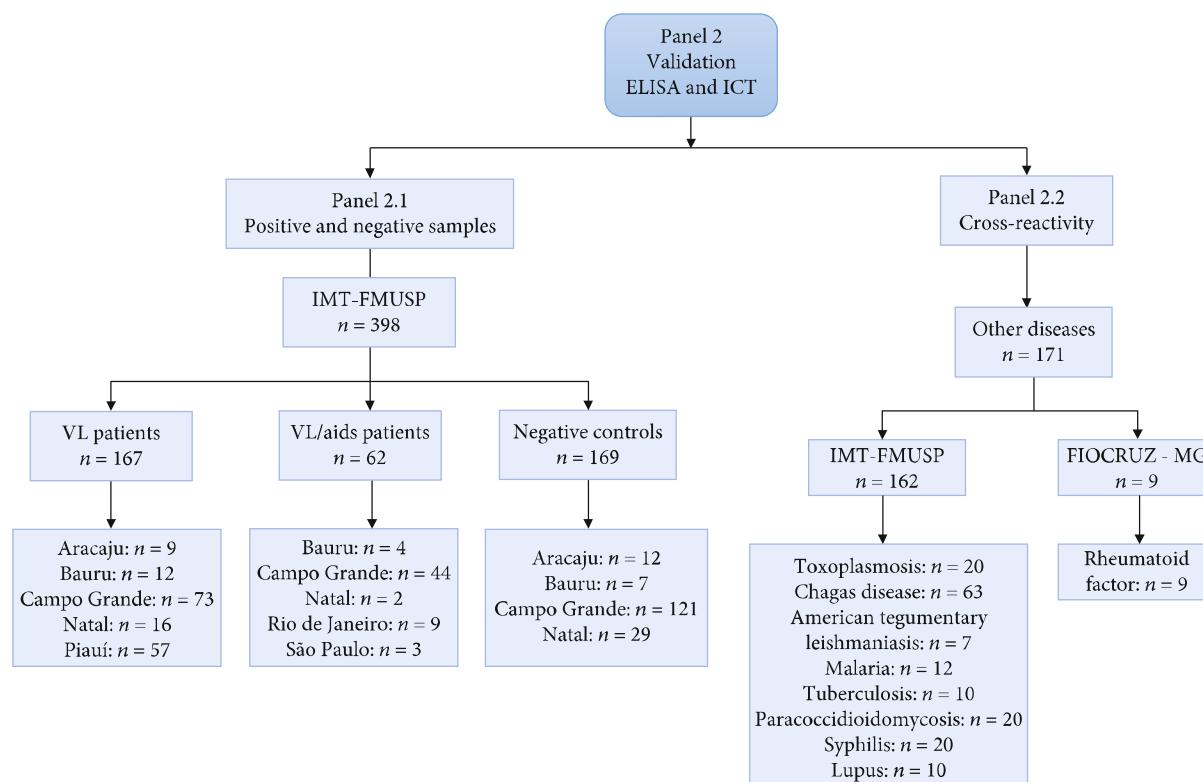 Panel 2
Validation
ELISA and ICT
Panel 2.1
Positive and negative samples
Panel 2.2
Cross-reactivity
IMT-FMUSP
n = 398
Other diseases
n = 171
VL patients
n = 167
VL/aids patients
n = 62
Negative controls
n = 169
IMT-FMUSP
n = 162
FIOCRUZ - MG
n = 9
Aracaju: n = 9
Bauru: n = 12
Campo Grande: n = 73
Natal: n = 16
Piauí: n = 57
Bauru: n = 4
Campo Grande: n = 44
Natal: n = 2
Rio de Janeiro: n = 9
São Paulo: n = 3
Aracaju: n = 12
Bauru: n = 7
Campo Grande: n = 121
Natal: n = 29
Toxoplasmosis: n = 20
Chagas disease: n = 63
American tegumentary
leishmaniasis: n = 7
Malaria: n = 12
Tuberculosis: n = 10
Paracoccidioidomycosis: n = 20
Syphilis: n = 20
Lupus: n = 10
Rheumatoid
factor: n = 9